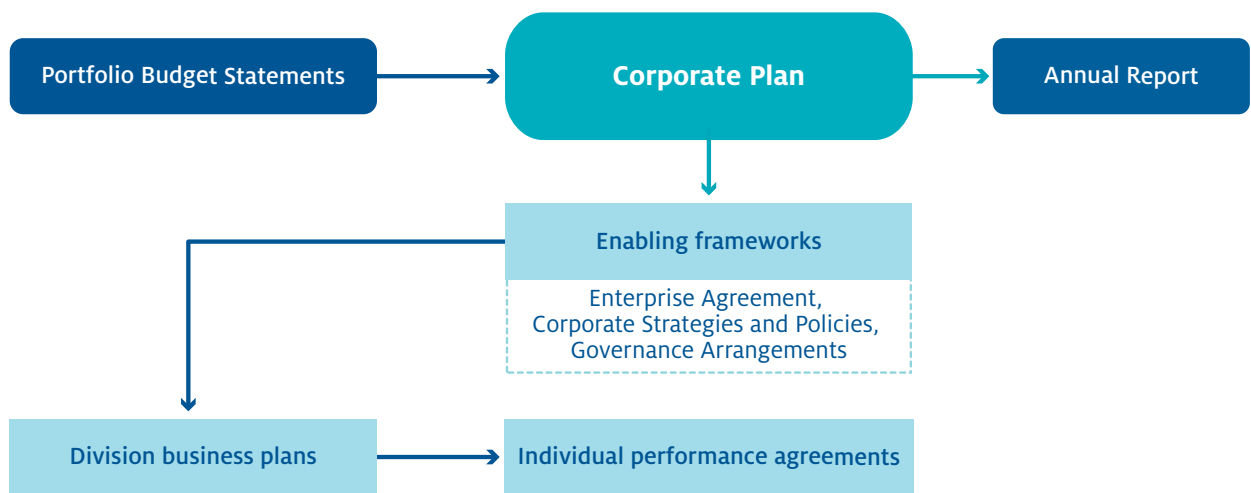 Portfolio Budget Statements
Corporate Plan
Annual Report
Enabling frameworks
Enterprise Agreement,
Corporate Strategies and Policies,
Governance Arrangements
Division business plans
Individual performance agreements